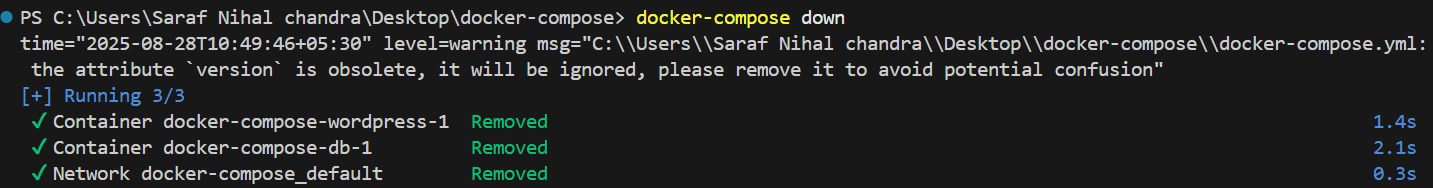 PS C:\Users\Saraf Nihal chandra\Desktop\docker-compose> docker-compose down
time="2025-08-28T10:49:46+05:30" level=warning msg="C:\\Users\\Saraf Nihal chandra\\Desktop\\docker-compose\\docker-compose.yml:
the attribute `version` is obsolete, it will be ignored, please remove it to avoid potential confusion"
[+] Running 3/3
✓ Container docker-compose-wordpress-1 Removed 1.4s
✓ Container docker-compose-db-1 Removed 2.1s
✓ Network docker-compose_default Removed 0.3s